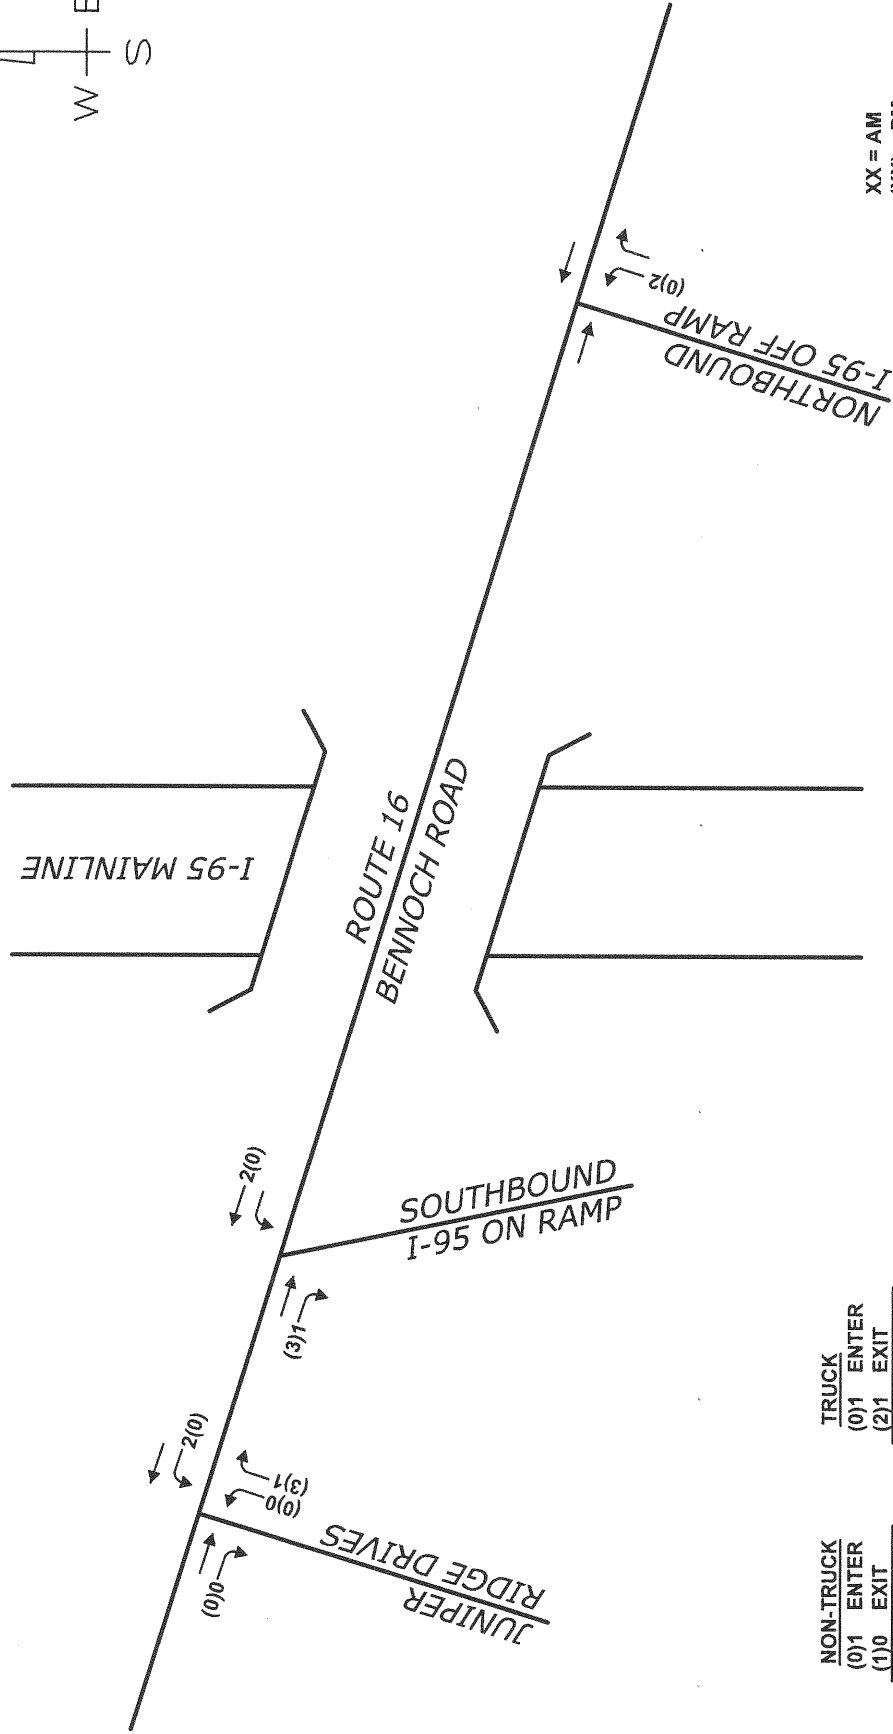 W
S
I-95 MAINLINE
ROUTE 16
BENNOCH ROAD
NORTHBOUND
I-95 OFF RAMP
(0)2
SOUTHBOUND
I-95 ON RAMP
2(0)
(3)1
JUNIPER
RIDGE DRIVES
2(0)
(0)0
(0)0
(3)1
NON-TRUCK
(0)1 ENTER
(1)0 EXIT
TRUCK
(0)1 ENTER
(2)1 EXIT
XX = AM